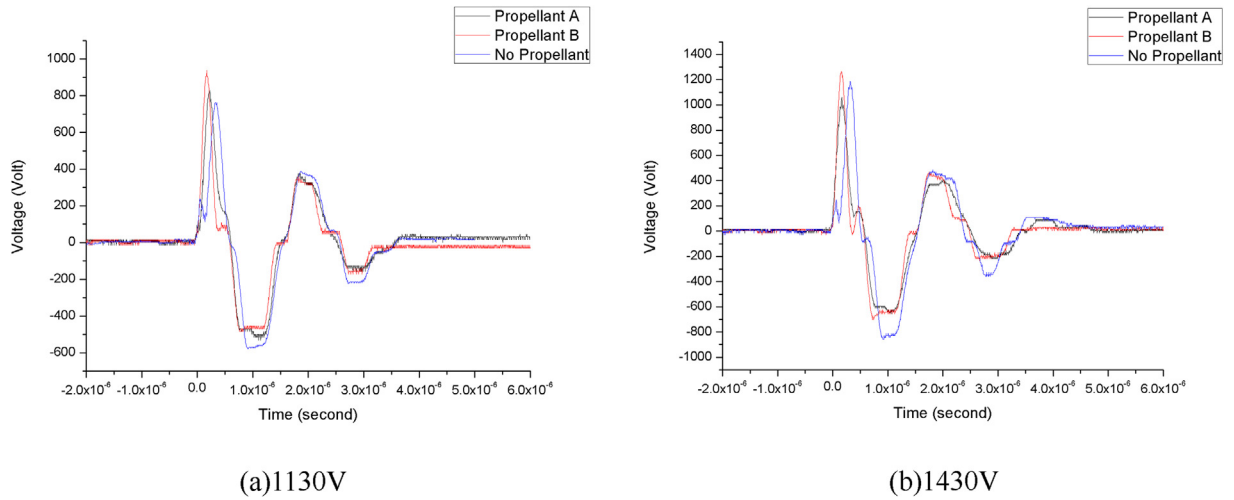 Propellant A
Propellant B
No Propellant
1000
800
600
400
200
0
-200
-400
-600
Voltage (Volt)
-2.0x10⁻⁶ -1.0x10⁻⁶ 0.0 1.0x10⁻⁶ 2.0x10⁻⁶ 3.0x10⁻⁶ 4.0x10⁻⁶ 5.0x10⁻⁶ 6.0x10⁻⁶
Time (second)
(a)1130V
Propellant A
Propellant B
No Propellant
1400
1200
1000
800
600
400
200
0
-200
-400
-600
-800
-1000
Voltage (Volt)
-2.0x10⁻⁶ -1.0x10⁻⁶ 0.0 1.0x10⁻⁶ 2.0x10⁻⁶ 3.0x10⁻⁶ 4.0x10⁻⁶ 5.0x10⁻⁶ 6.0x10⁻⁶
Time (second)
(b)1430V